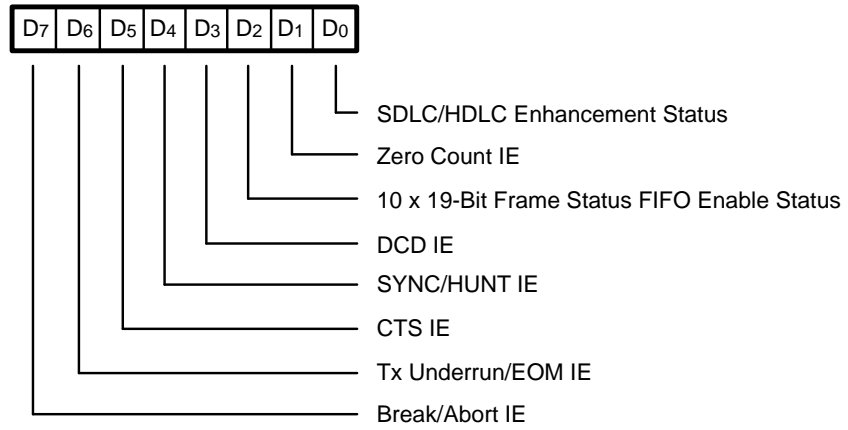 D7 D6 D5 D4 D3 D2 D1 D0
SDLC/HDLC Enhancement Status
Zero Count IE
10 x 19-Bit Frame Status FIFO Enable Status
DCD IE
SYNC/HUNT IE
CTS IE
Tx Underrun/EOM IE
Break/Abort IE